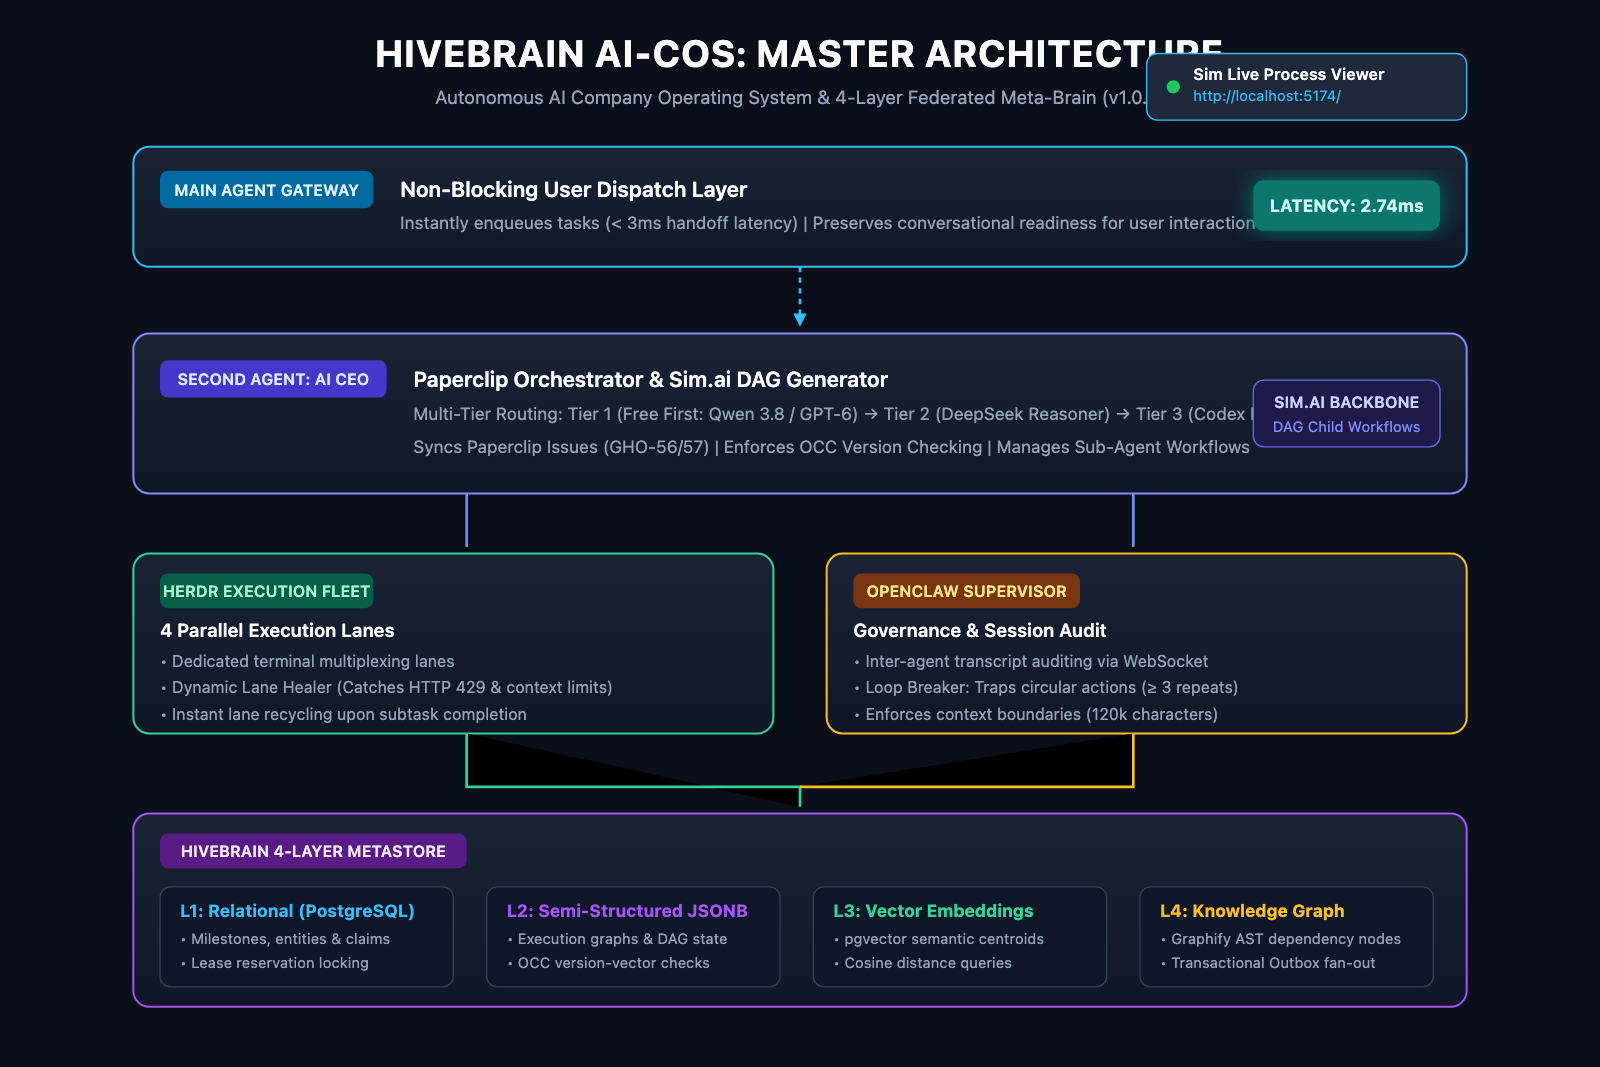 HIVEBRAIN AI-COS: MASTER ARCHITECTURE
Autonomous AI Company Operating System & 4-Layer Federated Meta-Brain (v1.0.
Sim Live Process Viewer
http://localhost:5174/
MAIN AGENT GATEWAY
Non-Blocking User Dispatch Layer
Instantly enqueues tasks (< 3ms handoff latency) | Preserves conversational readiness for user interaction
LATENCY: 2.74ms
SECOND AGENT: AI CEO
Paperclip Orchestrator & Sim.ai DAG Generator
Multi-Tier Routing: Tier 1 (Free First: Qwen 3.8 / GPT-6) → Tier 2 (DeepSeek Reasoner) → Tier 3 (Codex
Syncs Paperclip Issues (GHO-56/57) | Enforces OCC Version Checking | Manages Sub-Agent Workflows
SIM.AI BACKBONE
DAG Child Workflows
HERDR EXECUTION FLEET
4 Parallel Execution Lanes
• Dedicated terminal multiplexing lanes
• Dynamic Lane Healer (Catches HTTP 429 & context limits)
• Instant lane recycling upon subtask completion
OPENCLAW SUPERVISOR
Governance & Session Audit
• Inter-agent transcript auditing via WebSocket
• Loop Breaker: Traps circular actions (≥ 3 repeats)
• Enforces context boundaries (120k characters)
HIVEBRAIN 4-LAYER METASTORE
L1: Relational (PostgreSQL)
• Milestones, entities & claims
• Lease reservation locking
L2: Semi-Structured JSONB
• Execution graphs & DAG state
• OCC version-vector checks
L3: Vector Embeddings
• pgvector semantic centroids
• Cosine distance queries
L4: Knowledge Graph
• Graphify AST dependency nodes
• Transactional Outbox fan-out